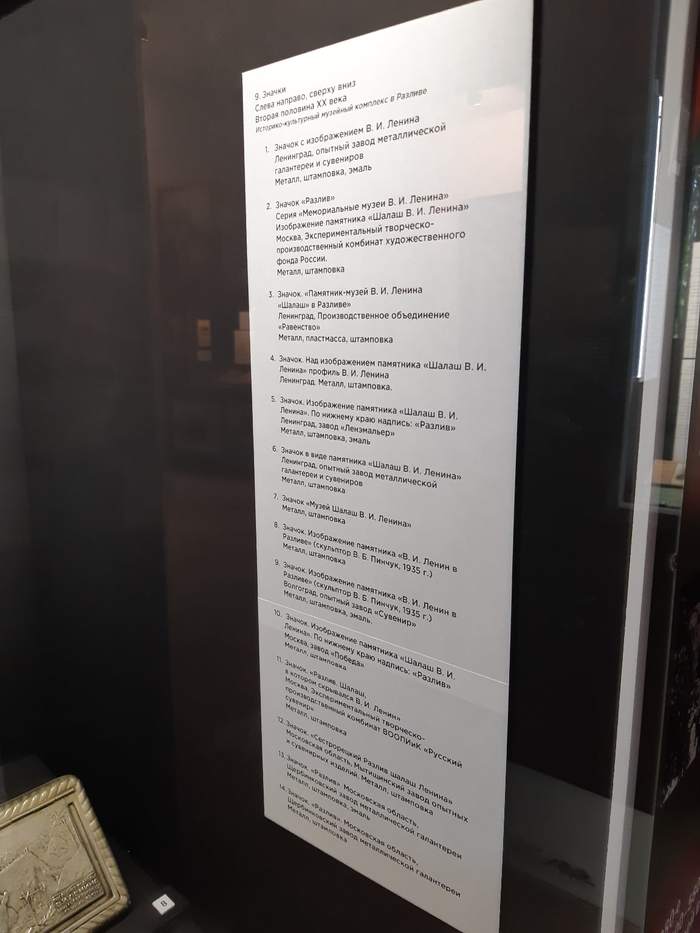 9. Значки
Слева направо, сверху вниз
Вторая половина XX века
Историко-культурный музейный комплекс в Разливе
1. Значок с изображением В. И. Ленина
Ленинград, опытный завод металлической
галантереи и сувениров
Металл, штамповка, эмаль
2. Значок «Разлив»
Серия «Мемориальные музеи В. И. Ленина»
Изображение памятника «Шалаш В. И. Ленина»
Москва, Экспериментальный творческо-
производственный комбинат художественного
фонда России.
Металл, штамповка
3. Значок. «Памятник-музей В. И. Ленина
«Шалаш» в Разливе»
Ленинград, Производственное объединение
«Равенство»
Металл, пластмасса, штамповка
4. Значок. Над изображением памятника «Шалаш В. И.
Ленина» профиль В. И. Ленина
Ленинград. Металл, штамповка.
5. Значок. Изображение памятника «Шалаш В. И.
Ленина». По нижнему краю надпись: «Разлив»
Ленинград, завод «Ленэмальер»
Металл, штамповка, эмаль
6. Значок в виде памятника «Шалаш В. И. Ленина»
Ленинград, опытный завод металлической
галантереи и сувениров
Металл, штамповка
7. Значок «Музей Шалаш В. И. Ленина»
Металл, штамповка
8. Значок. Изображение памятника «В. И. Ленин в
Разливе» (скульптор В. Б. Пинчук, 1935 г.)
Металл, штамповка
9. Значок. Изображение памятника «В. И. Ленин в
Разливе» (скульптор В. Б. Пинчук, 1935 г.)
Волгоград, опытный завод «Сувенир»
Металл, штамповка, эмаль.
10. Значок. Изображение памятника «Шалаш В. И.
Ленина». По нижнему краю надпись: «Разлив»
Москва, завод «Победа»
Металл, штамповка
11. Значок. «Разлив. Шалаш,
в котором скрывался В. И. Ленин»
Москва, Экспериментальный творческо-
производственный комбинат ВООПИиК «Русский
сувенир»
Металл, штамповка
12. Значок. «Сестрорецкий Разлив шалаш Ленина»
Московская область, Мытищинский завод опытных
и сувенирных изделий. Металл, штамповка
13. Значок. «Разлив». Московская область,
Щербинковский завод металлической галантереи
Металл, штамповка, эмаль
14. Значок. «Разлив». Московская область,
Щербинковский завод металлической галантереи
Металл, штамповка
8